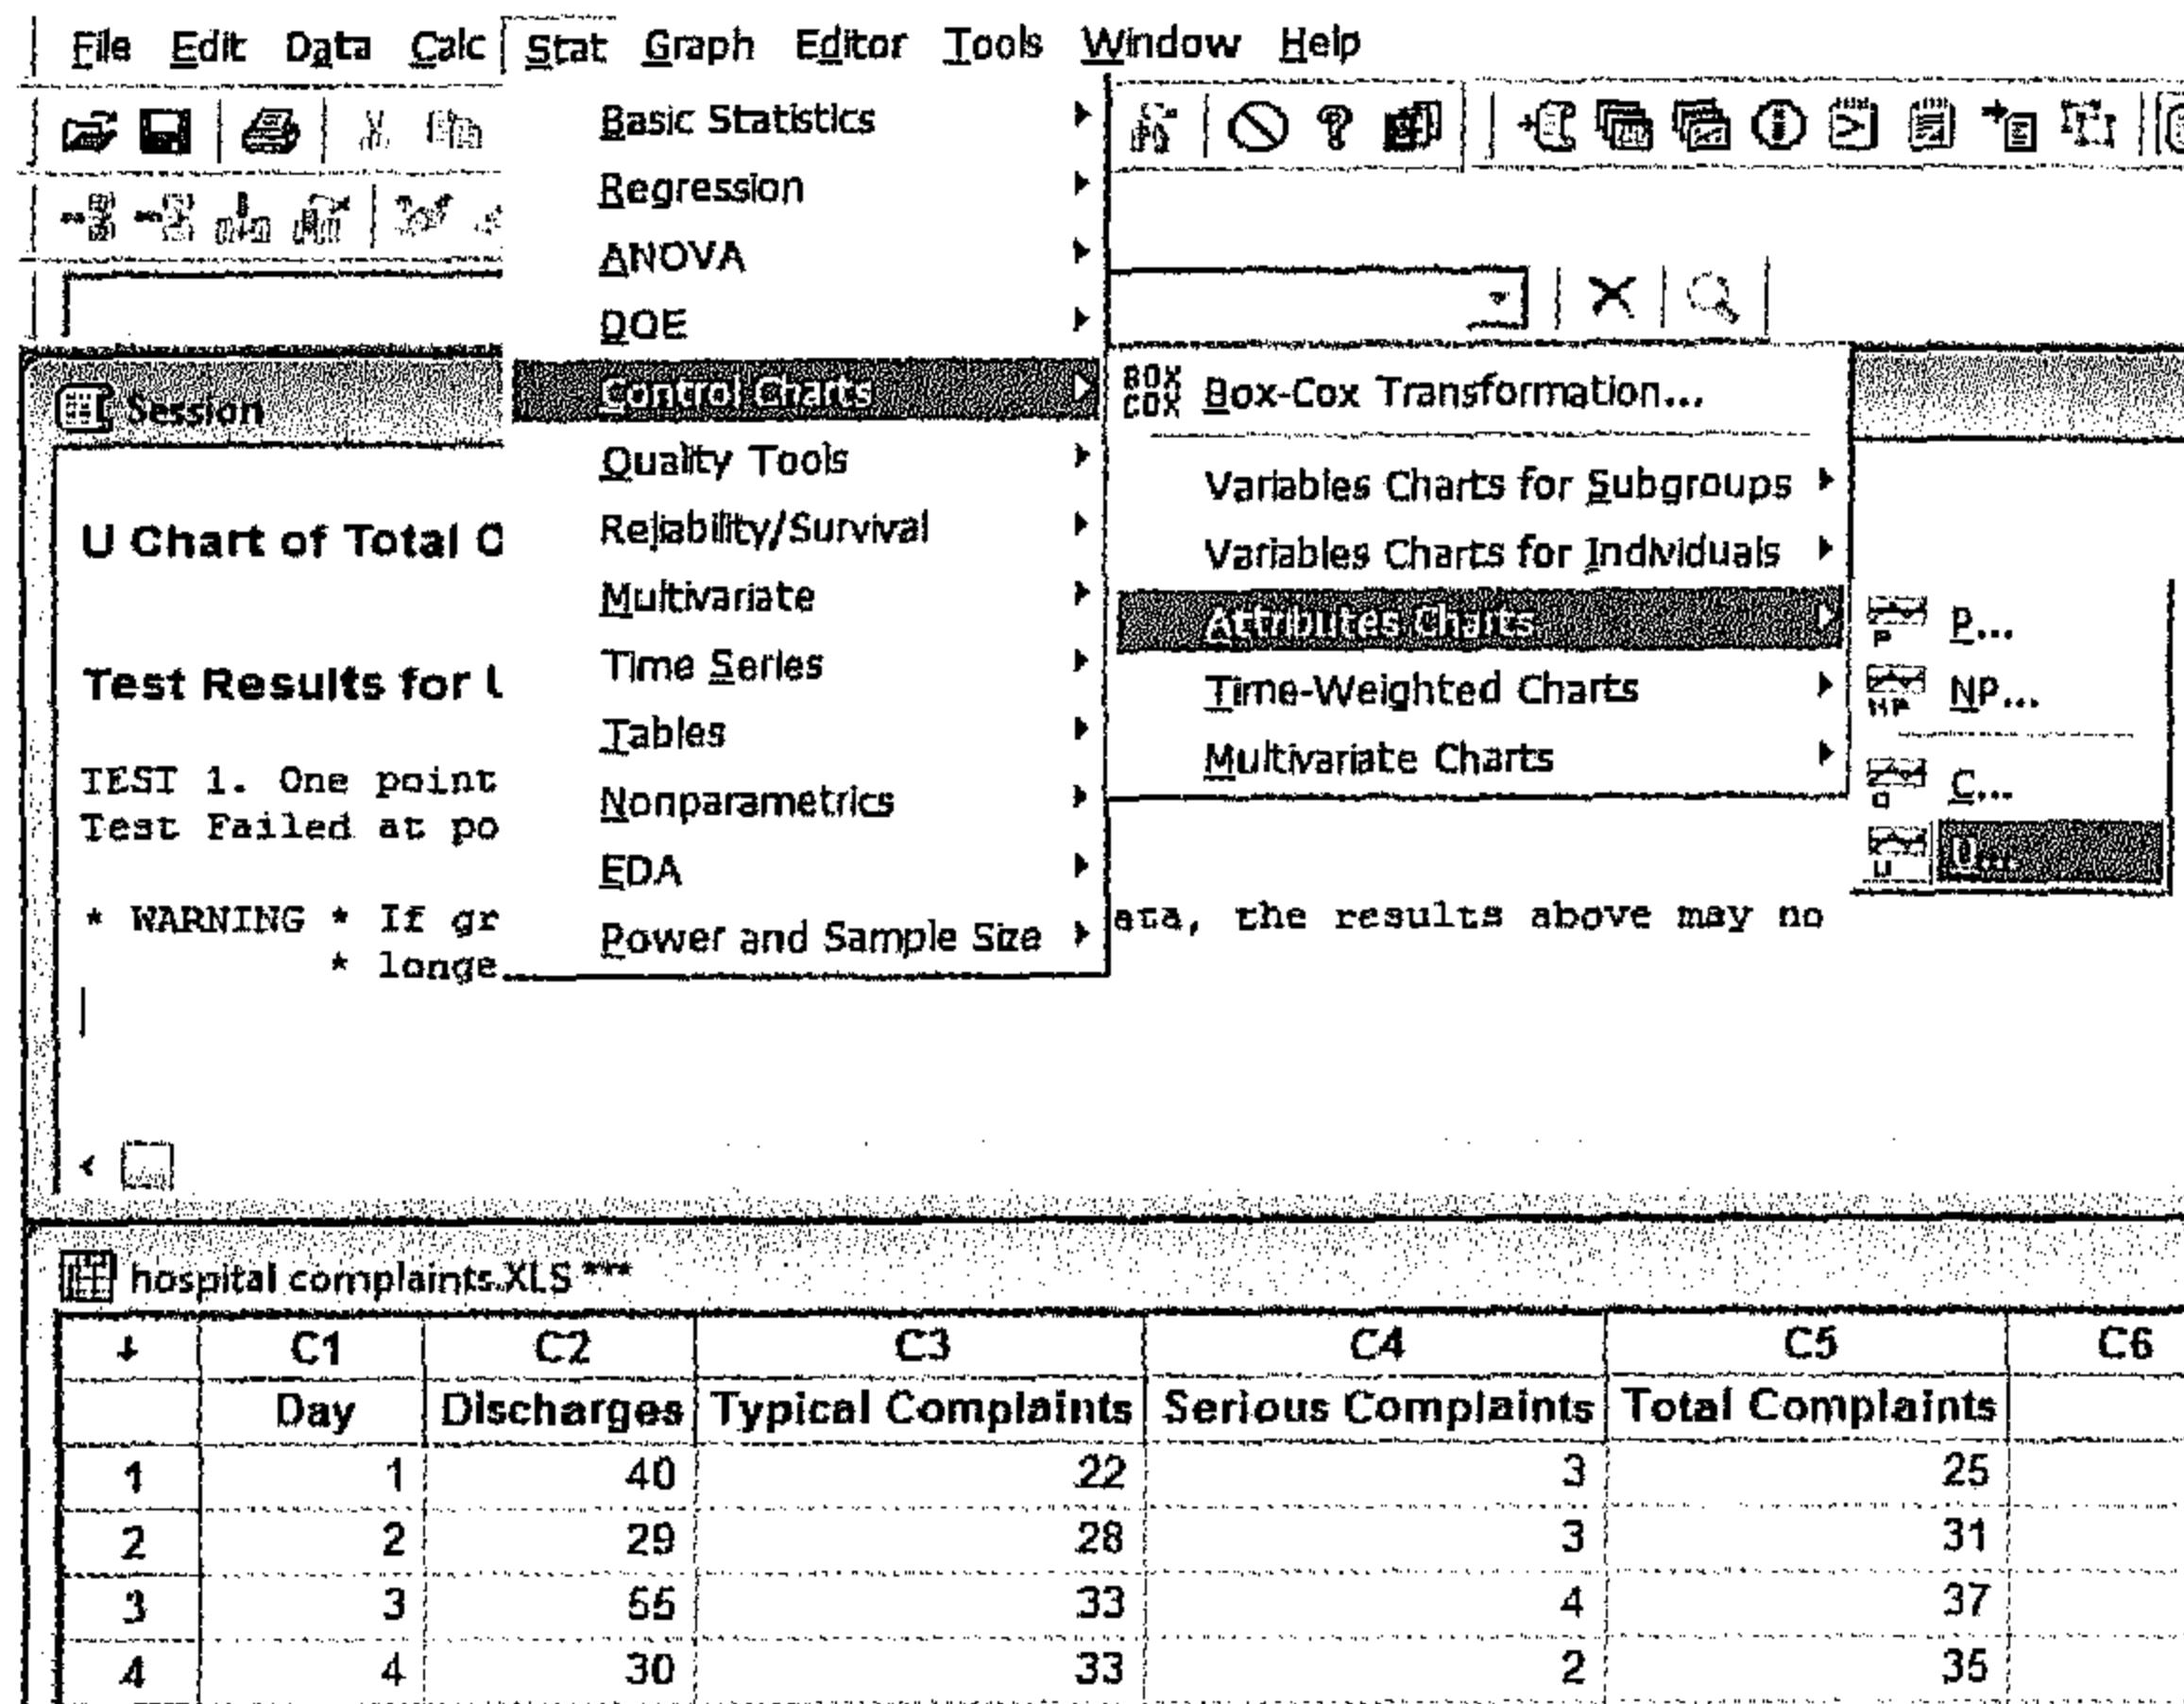 File Edit Data Calc Stat Graph Editor Tools Window Help
Basic Statistics
Regression
ANOVA
DOE
Control Charts
Quality Tools
Reliability/Survival
Multivariate
Time Series
Tables
Nonparametrics
EDA
Power and Sample Size
BOX COX Box-Cox Transformation...
Variables Charts for Subgroups
Variables Charts for Individuals
Attributes Charts
Time-Weighted Charts
Multivariate Charts
P P...
NP NP...
C C...
U U...
Session
U Chart of Total C
Test Results for U
TEST 1. One point
Test Failed at po
* WARNING * If gr ata, the results above may no
* longe
hospital complaints.XLS ***
C1 C2 C3 C4 C5 C6
Day Discharges Typical Complaints Serious Complaints Total Complaints
1 1 40 22 3 25
2 2 29 28 3 31
3 3 55 33 4 37
4 4 30 33 2 35